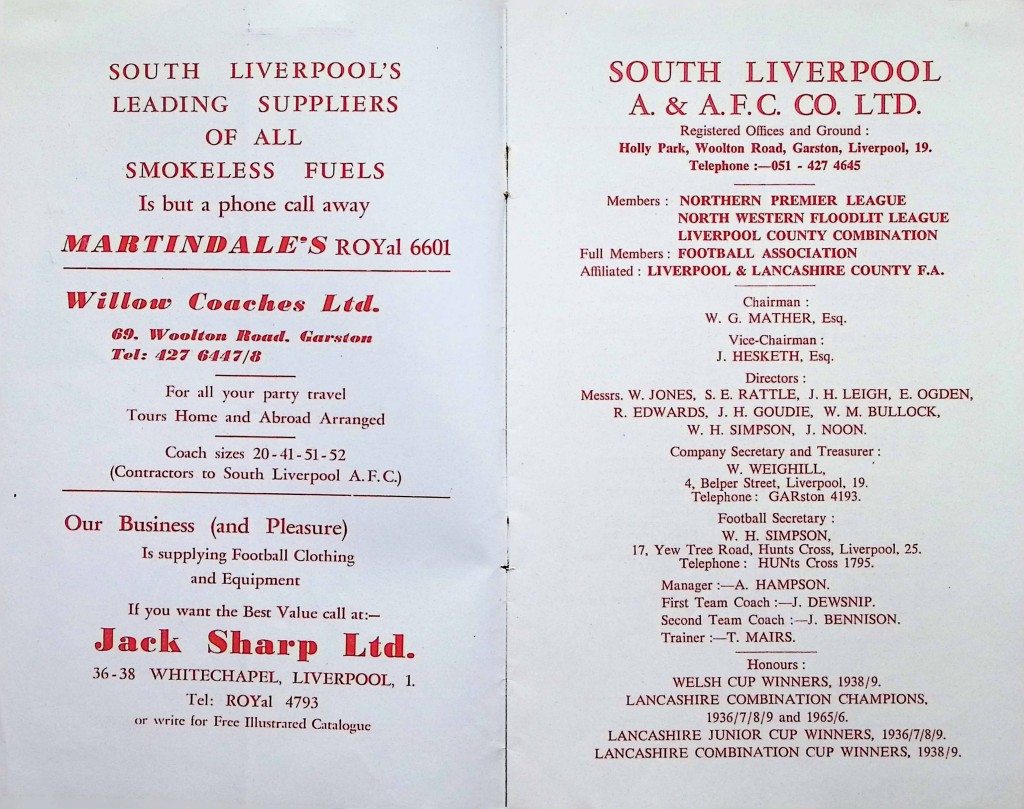 SOUTH LIVERPOOL'S
LEADING SUPPLIERS
OF ALL
SMOKELESS FUELS
Is but a phone call away
MARTINDALE'S ROYal 6601
Willow Coaches Ltd.
69. Woolton Road. Garston
Tel: 427 6447/8
For all your party travel
Tours Home and Abroad Arranged
Coach sizes 20-41-51-52
(Contractors to South Liverpool A.F.C.)
Our Business (and Pleasure)
Is supplying Football Clothing
and Equipment
If you want the Best Value call at:—
Jack Sharp Ltd.
36-38 WHITECHAPEL, LIVERPOOL, 1.
Tel: ROYal 4793
or write for Free Illustrated Catalogue
SOUTH LIVERPOOL
A. & A.F.C. CO. LTD.
Registered Offices and Ground :
Holly Park, Woolton Road, Garston, Liverpool, 19.
Telephone :—051 - 427 4645
Members : NORTHERN PREMIER LEAGUE
NORTH WESTERN FLOODLIT LEAGUE
LIVERPOOL COUNTY COMBINATION
Full Members : FOOTBALL ASSOCIATION
Affiliated : LIVERPOOL & LANCASHIRE COUNTY F.A.
Chairman :
W. G. MATHER, Esq.
Vice-Chairman :
J. HESKETH, Esq.
Directors :
Messrs. W. JONES, S. E. RATTLE, J. H. LEIGH, E. OGDEN,
R. EDWARDS, J. H. GOUDIE, W. M. BULLOCK,
W. H. SIMPSON, J. NOON.
Company Secretary and Treasurer :
W. WEIGHILL,
4, Belper Street, Liverpool, 19.
Telephone : GARston 4193.
Football Secretary :
W. H. SIMPSON,
17, Yew Tree Road, Hunts Cross, Liverpool, 25.
Telephone : HUNts Cross 1795.
Manager :—A. HAMPSON.
First Team Coach :—J. DEWSNIP.
Second Team Coach :—J. BENNISON.
Trainer :—T. MAIRS.
Honours :
WELSH CUP WINNERS, 1938/9.
LANCASHIRE COMBINATION CHAMPIONS,
1936/7/8/9 and 1965/6.
LANCASHIRE JUNIOR CUP WINNERS, 1936/7/8/9.
LANCASHIRE COMBINATION CUP WINNERS, 1938/9.